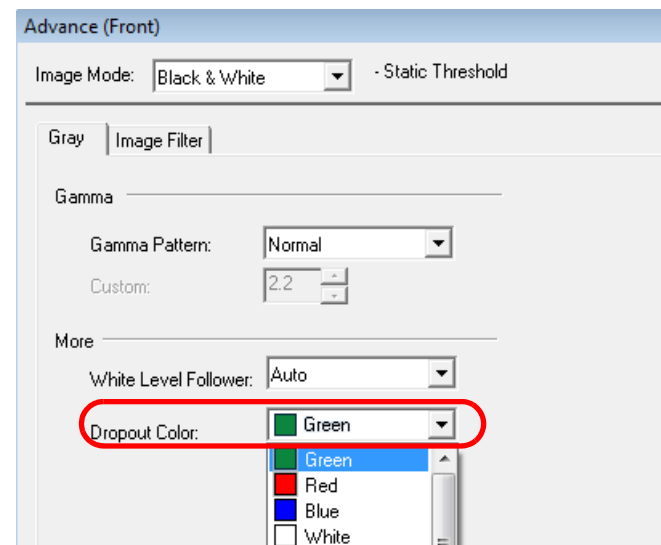 Advance (Front)
Image Mode: Black & White - Static Threshold
Gray Image Filter
Gamma
Gamma Pattern: Normal
Custom: 2.2
More
White Level Follower: Auto
Dropout Color: Green
Green
Red
Blue
White